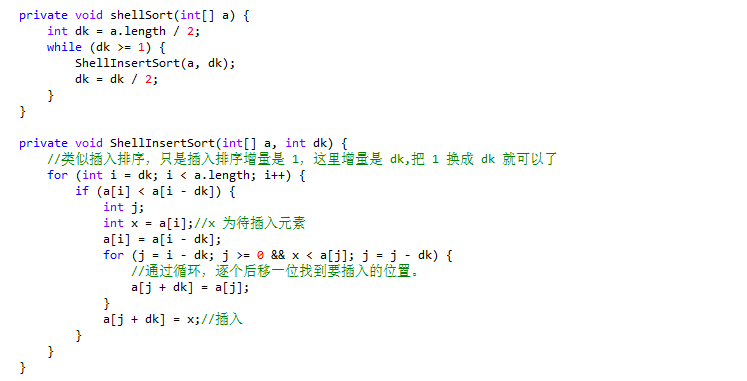 private void shellSort(int[] a) {
    int dk = a.length / 2;
    while (dk >= 1) {
        ShellInsertSort(a, dk);
        dk = dk / 2;
    }
}

private void ShellInsertSort(int[] a, int dk) {
    //类似插入排序，只是插入排序增量是 1，这里增量是 dk,把 1 换成 dk 就可以了
    for (int i = dk; i < a.length; i++) {
        if (a[i] < a[i - dk]) {
            int j;
            int x = a[i];//x 为待插入元素
            a[i] = a[i - dk];
            for (j = i - dk; j >= 0 && x < a[j]; j = j - dk) {
                //通过循环，逐个后移一位找到要插入的位置。
                a[j + dk] = a[j];
            }
            a[j + dk] = x;//插入
        }
    }
}